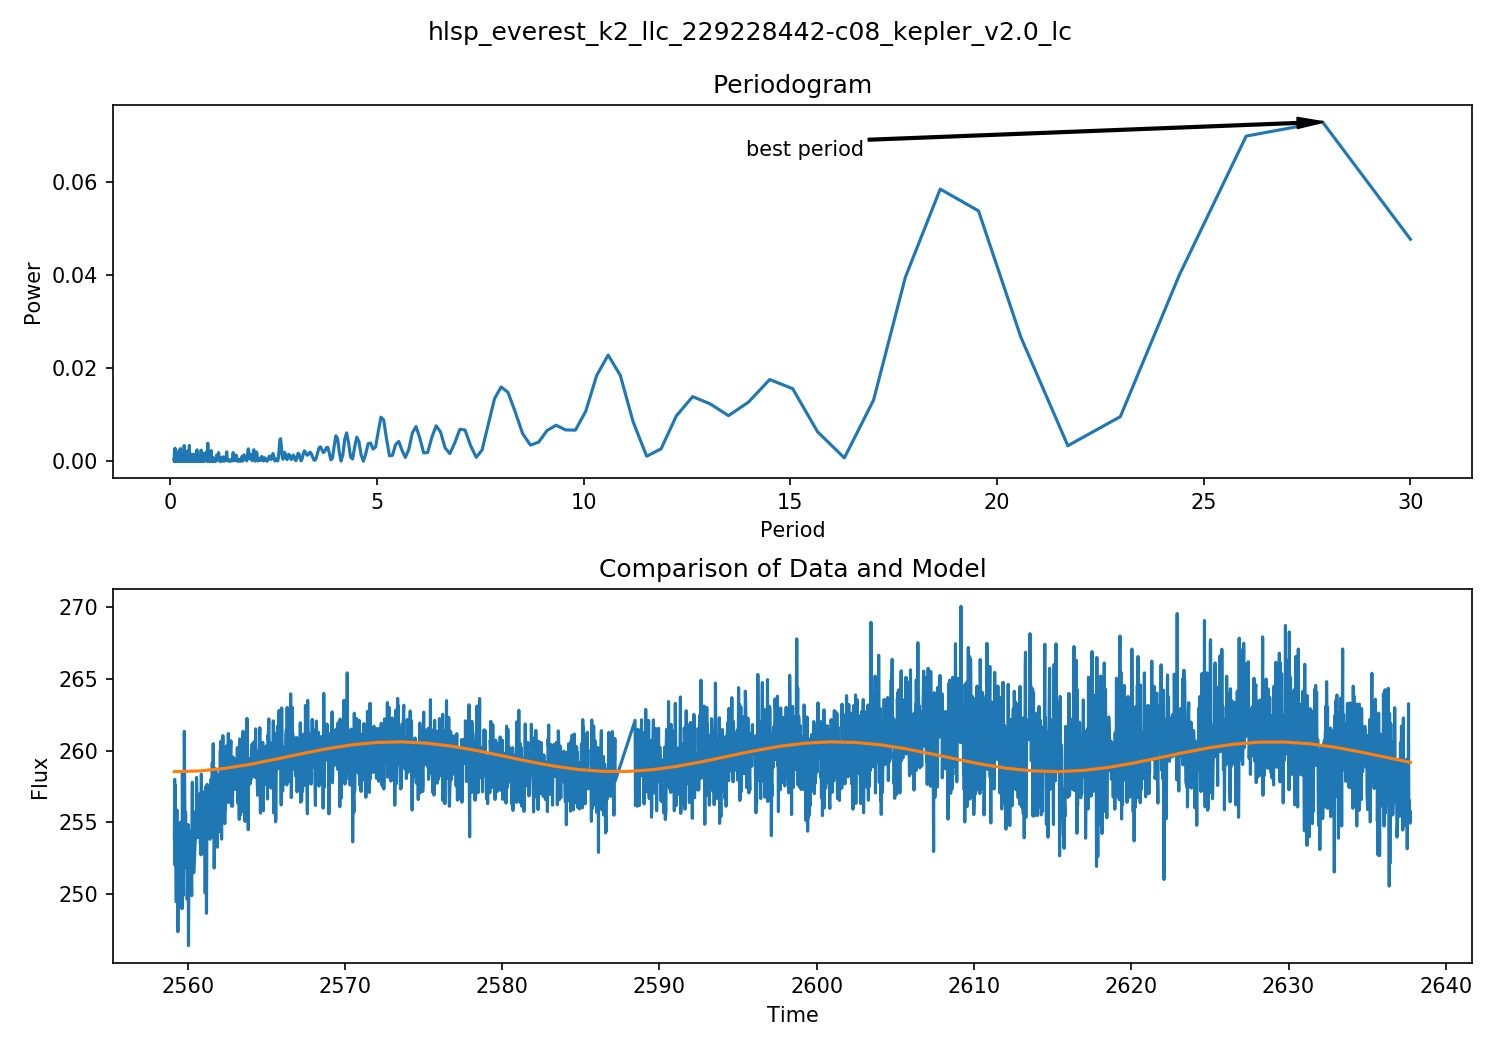 hlsp_everest_k2_llc_229228442-c08_kepler_v2.0_lc
Periodogram
best period
0.06
0.04
0.02
0.00
Power
0 5 10 15 20 25 30
Period
Comparison of Data and Model
270
265
260
255
250
Flux
2560 2570 2580 2590 2600 2610 2620 2630 2640
Time